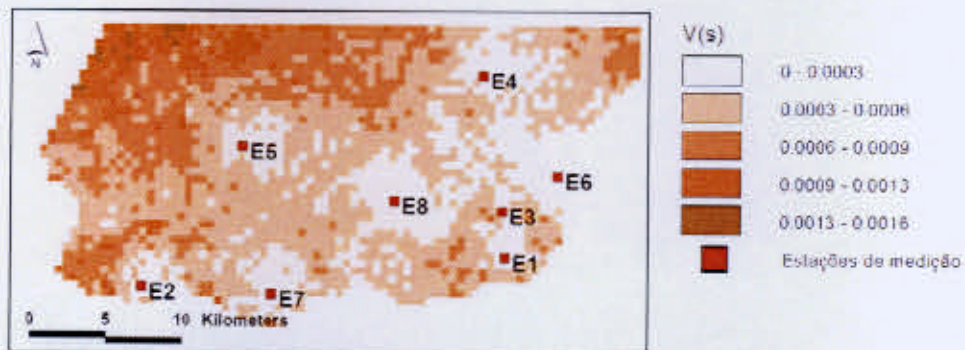 V(s)
0 - 0.0003
0.0003 - 0.0006
0.0006 - 0.0009
0.0009 - 0.0013
0.0013 - 0.0016
Estações de medição
N
E4
E5
E6
E8
E3
E1
E2
E7
0 5 10 Kilometers